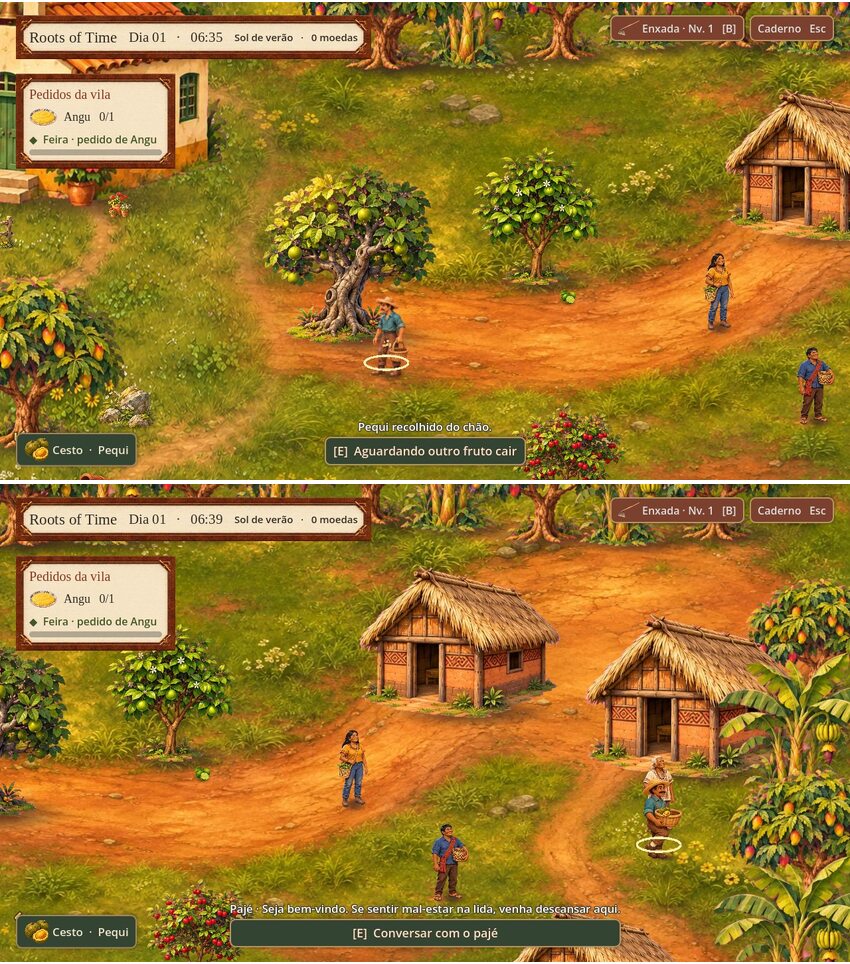 Roots of Time Dia 01 · 06:35 Sol de verão · 0 moedas
Enxada · Nv. 1 [B] Caderno Esc
Pedidos da vila
Angu 0/1
◆ Feira · pedido de Angu
Pequi recolhido do chão.
Cesto · Pequi
[E] Aguardando outro fruto cair
Roots of Time Dia 01 · 06:39 Sol de verão · 0 moedas
Enxada · Nv. 1 [B] Caderno Esc
Pedidos da vila
Angu 0/1
◆ Feira · pedido de Angu
Pajé · Seja bem-vindo. Se sentir mal-estar na lida, venha descansar aqui.
Cesto · Pequi
[E] Conversar com o pajé